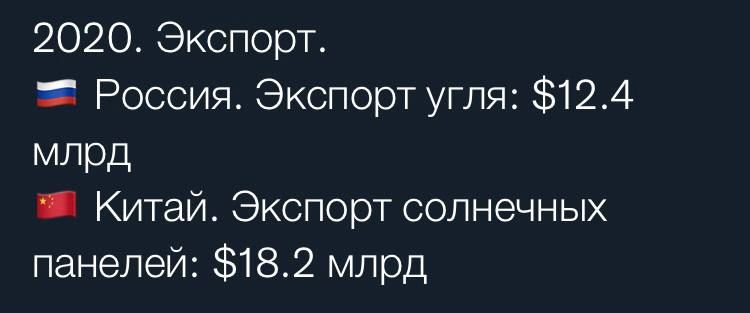 2020. Экспорт.
🇷🇺 Россия. Экспорт угля: $12.4
млрд
🇨🇳 Китай. Экспорт солнечных
панелей: $18.2 млрд